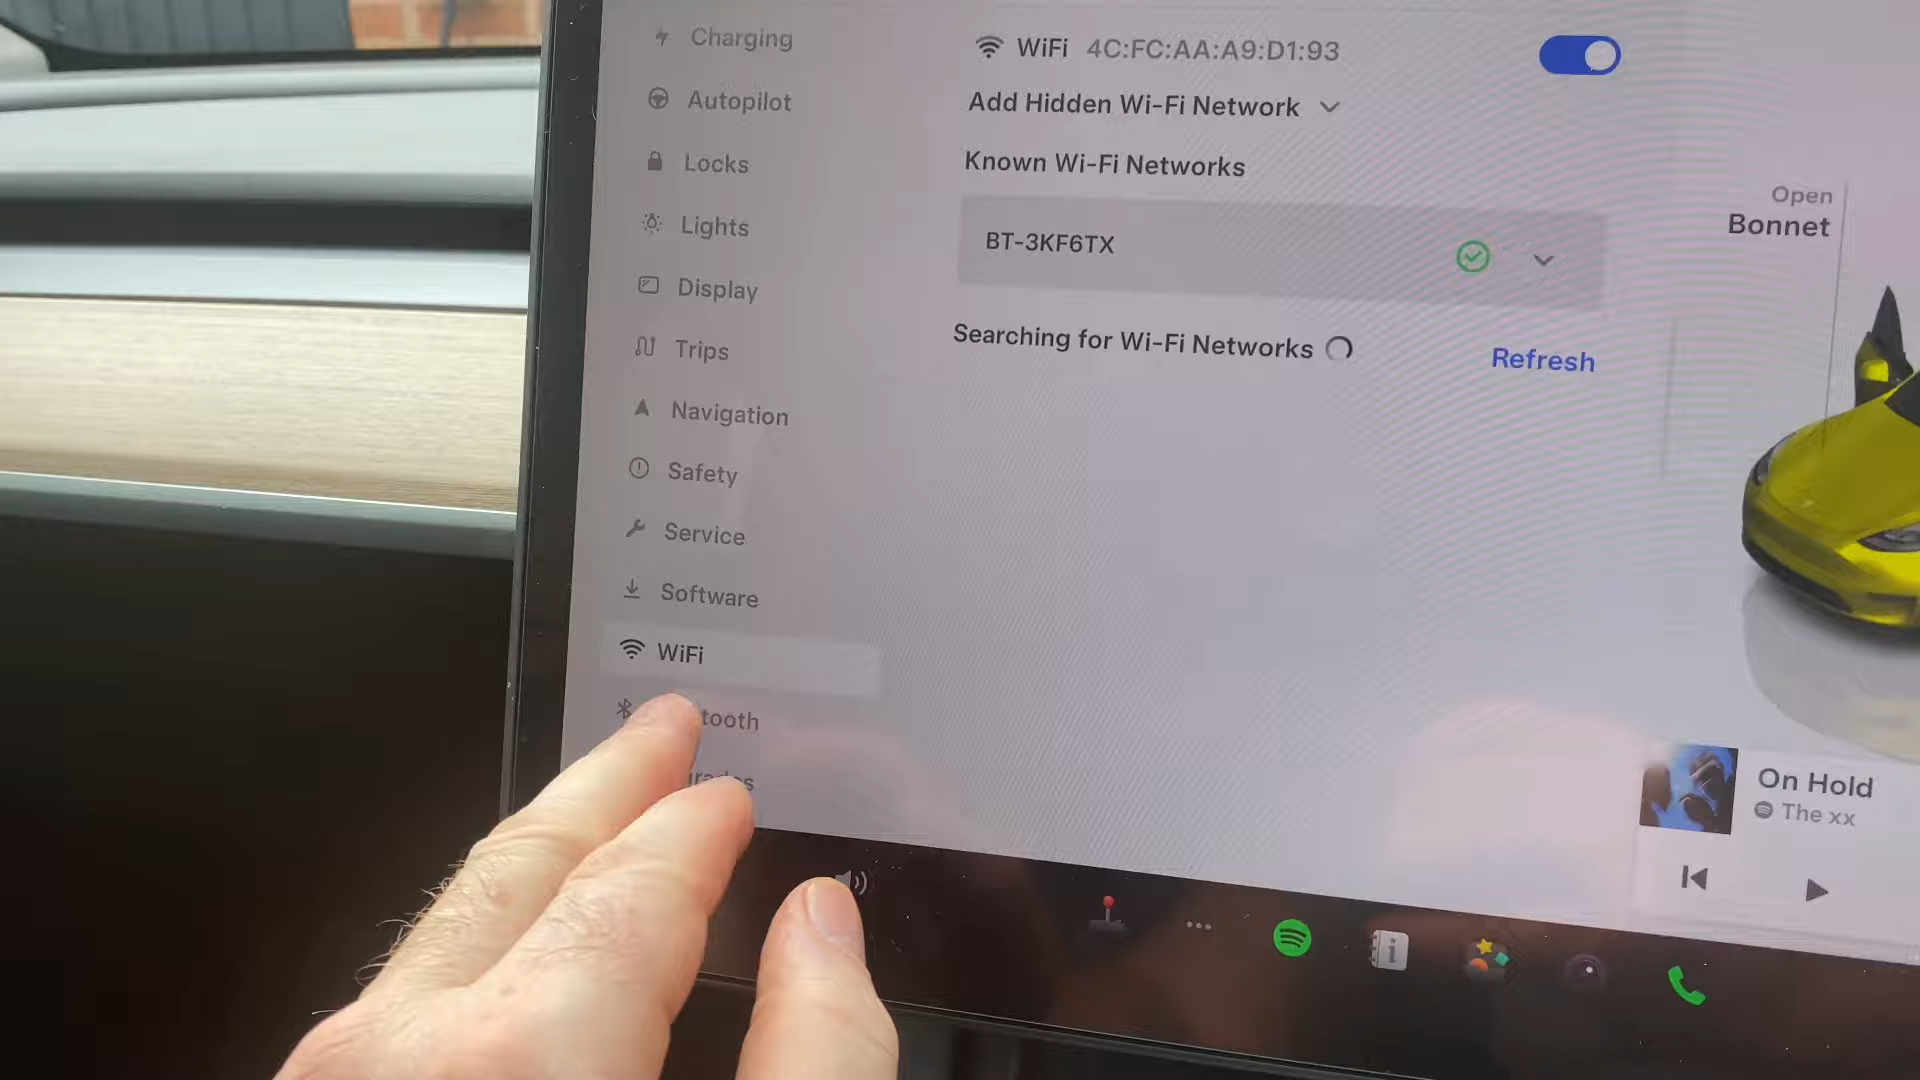 Charging
Autopilot
Locks
Lights
Display
Trips
Navigation
Safety
Service
Software
WiFi
tooth
WiFi 4C:FC:AA:A9:D1:93
Add Hidden Wi-Fi Network
Known Wi-Fi Networks
BT-3KF6TX
Searching for Wi-Fi Networks
Refresh
Open
Bonnet
On Hold
The xx